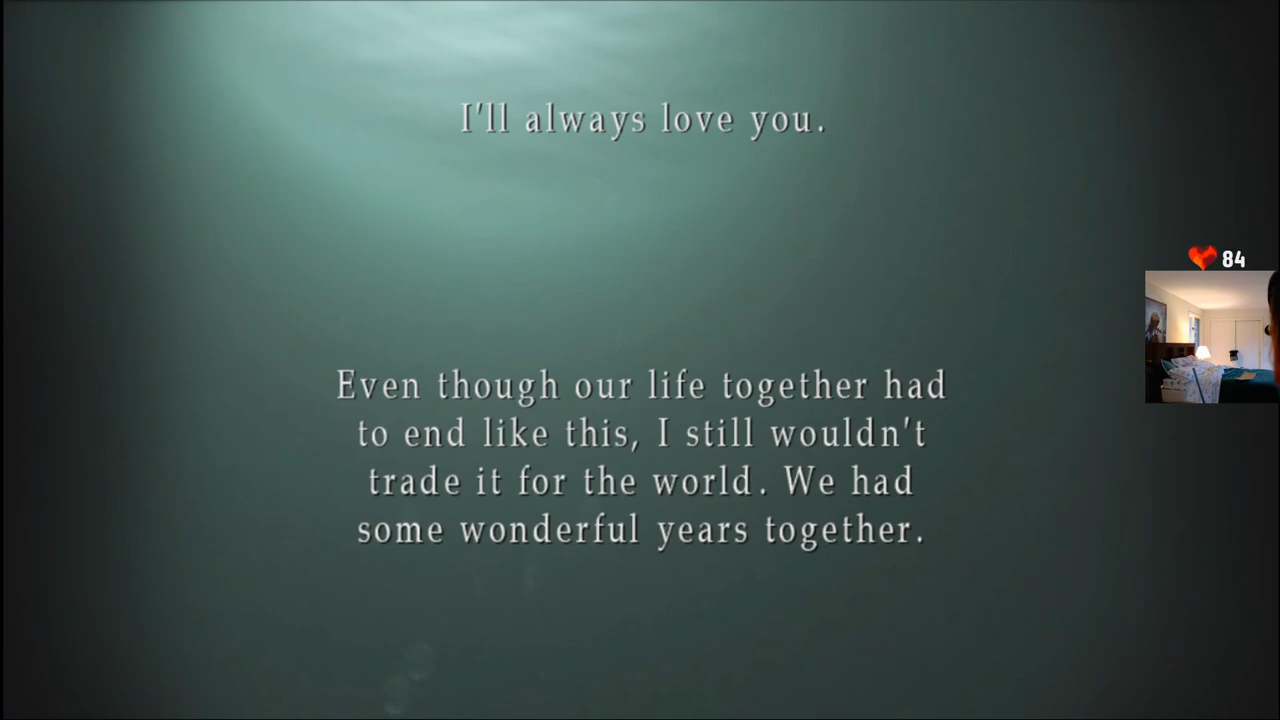 I'll always love you.
84
Even though our life together had
to end like this, I still wouldn't
trade it for the world. We had
some wonderful years together.